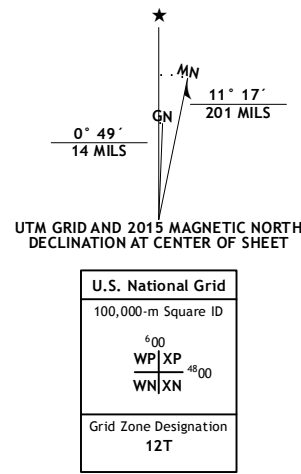 ★
MN
11° 17´
201 MILS
GN
0° 49´
14 MILS
UTM GRID AND 2015 MAGNETIC NORTH
DECLINATION AT CENTER OF SHEET
U.S. National Grid
100,000-m Square ID
⁶00
WP XP
⁴⁸00
WN XN
Grid Zone Designation
12T